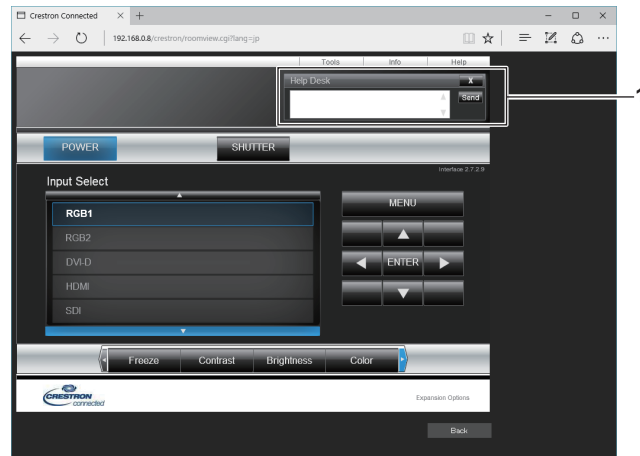 Crestron Connected
192.168.0.8/crestron/roomview.cgi?lang=jp
Tools Info Help
Help Desk X
Send
1
POWER SHUTTER
Interface 2.7.2.9
Input Select
MENU
RGB1
RGB2
DVI-D
ENTER
HDMI
SDI
Freeze Contrast Brightness Color
CRESTRON
connected
Expansion Options
Back